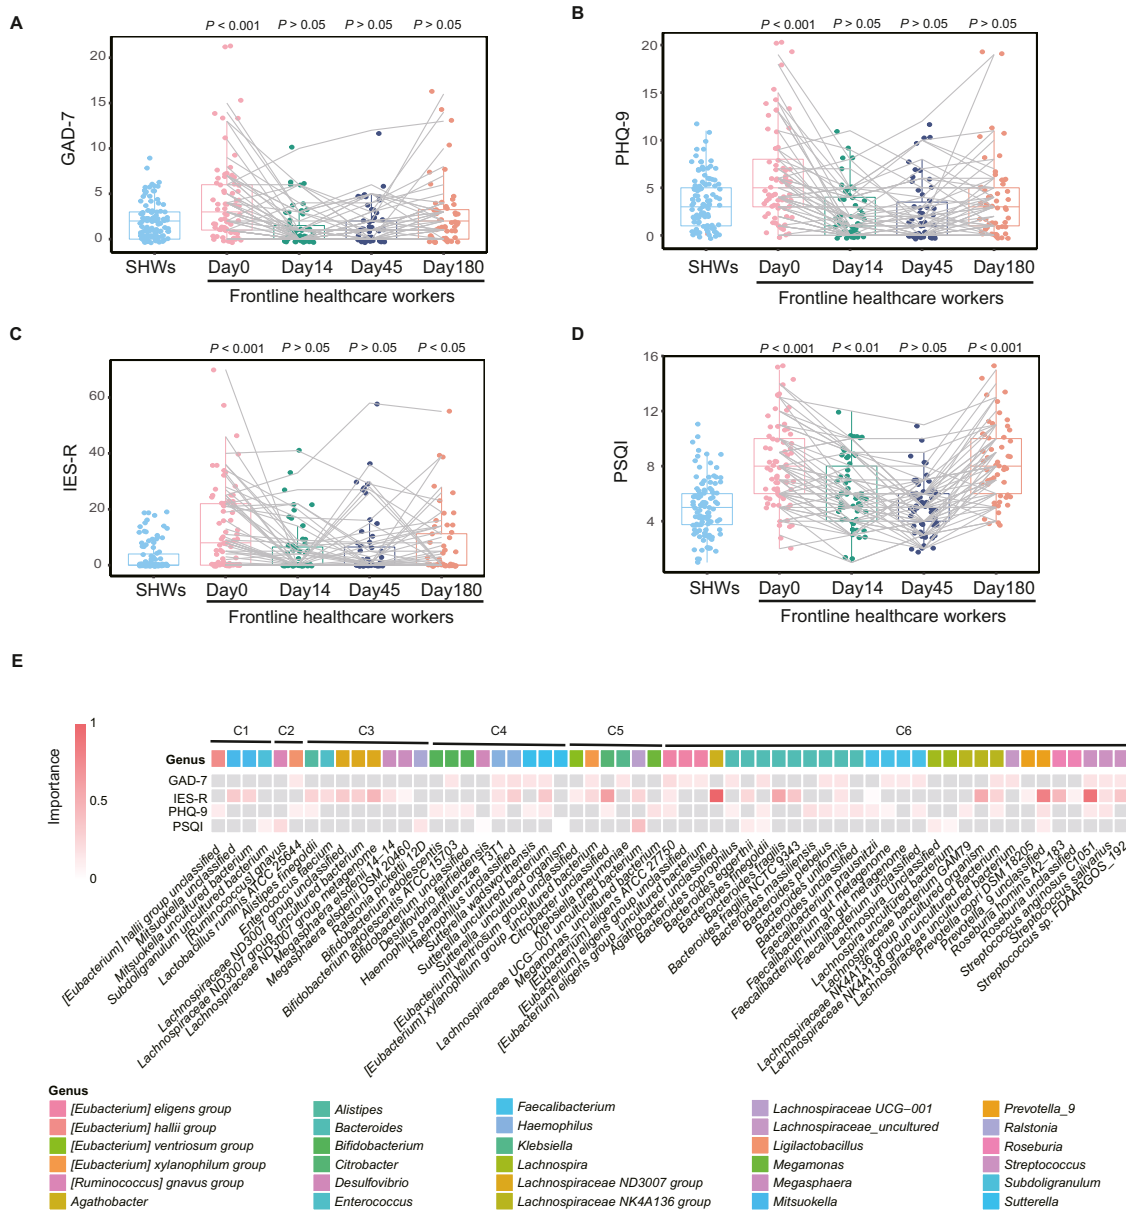 A
P < 0.001 P > 0.05 P > 0.05 P > 0.05
GAD-7
20
15
10
5
0
SHWs Day0 Day14 Day45 Day180
Frontline healthcare workers
B
P < 0.001 P > 0.05 P > 0.05 P > 0.05
PHQ-9
20
15
10
5
0
SHWs Day0 Day14 Day45 Day180
Frontline healthcare workers
C
P < 0.001 P > 0.05 P > 0.05 P < 0.05
IES-R
60
40
20
0
SHWs Day0 Day14 Day45 Day180
Frontline healthcare workers
D
P < 0.001 P < 0.01 P > 0.05 P < 0.001
PSQI
16
12
8
4
SHWs Day0 Day14 Day45 Day180
Frontline healthcare workers
E
Importance
1
0.5
0
C1 C2 C3 C4 C5 C6
Genus
GAD-7
IES-R
PHQ-9
PSQI
[Eubacterium] hallii group unclassified
Mitsuokella unclassified
Mitsuokella uncultured bacterium
Subdoligranulum uncultured bacterium
[Ruminococcus] gnavus
Lactobillus ruminis ATCC 25644
Alistipes finegoldii
Enterococcus faecium
Lachnospiraceae ND3007 group unclassified
Lachnospiraceae ND3007 group uncultured bacterium
Lachnospiraceae ND3007 group metagenome
Megasphaera elsdenii 14-14
Megasphaera elsdenii DSM 20460
Ralstonia pickettii 12D
Bifidobacterium adolescentis
Bifidobacterium adolescentis ATCC 15703
Bifidobacterium unclassified
Desulfovibrio fairfieldensis
Haemophilus parainfluenzae T3T1
Haemophilus unclassified
Sutterella wadsworthensis
Sutterella uncultured bacterium
Sutterella uncultured organism
[Eubacterium] ventriosum group unclassified
[Eubacterium] xylanophilum group uncultured bacterium
Citrobacter unclassified
Klebsiella pneumoniae
Lachnospiraceae UCG-001 uncultured bacterium
Megamonas uncultured bacterium
[Eubacterium] eligens ATCC 27750
[Eubacterium] eligens group unclassified
[Eubacterium] eligens group uncultured bacterium
Agathobacter unclassified
Bacteroides coprophilus
Bacteroides eggerthii
Bacteroides finegoldii
Bacteroides fragilis
Bacteroides fragilis NCTC 9343
Bacteroides massiliensis
Bacteroides plebeius
Bacteroides uniformis
Bacteroides unclassified
Faecalibacterium prausnitzii
Faecalibacterium metagenome
Faecalibacterium human gut metagenome
Faecalibacterium unclassified
Lachnospira unclassified
Lachnospira uncultured bacterium
Lachnospira bacterium GAM79
Lachnospiraceae NK4A136 group uncultured organism
Lachnospiraceae NK4A136 group uncultured bacterium
Lachnospiraceae uncultured bacterium
Prevotella copri DSM 18205
Prevotella_9 unclassified
Roseburia hominis A2-183
Roseburia unclassified
Streptococcus anginosus C1051
Streptococcus salivarius
Streptococcus sp. FDAARGOS_192
Genus
[Eubacterium] eligens group
[Eubacterium] hallii group
[Eubacterium] ventriosum group
[Eubacterium] xylanophilum group
[Ruminococcus] gnavus group
Agathobacter
Alistipes
Bacteroides
Bifidobacterium
Citrobacter
Desulfovibrio
Enterococcus
Faecalibacterium
Haemophilus
Klebsiella
Lachnospira
Lachnospiraceae ND3007 group
Lachnospiraceae NK4A136 group
Lachnospiraceae UCG−001
Lachnospiraceae_uncultured
Ligilactobacillus
Megamonas
Megasphaera
Mitsuokella
Prevotella_9
Ralstonia
Roseburia
Streptococcus
Subdoligranulum
Sutterella